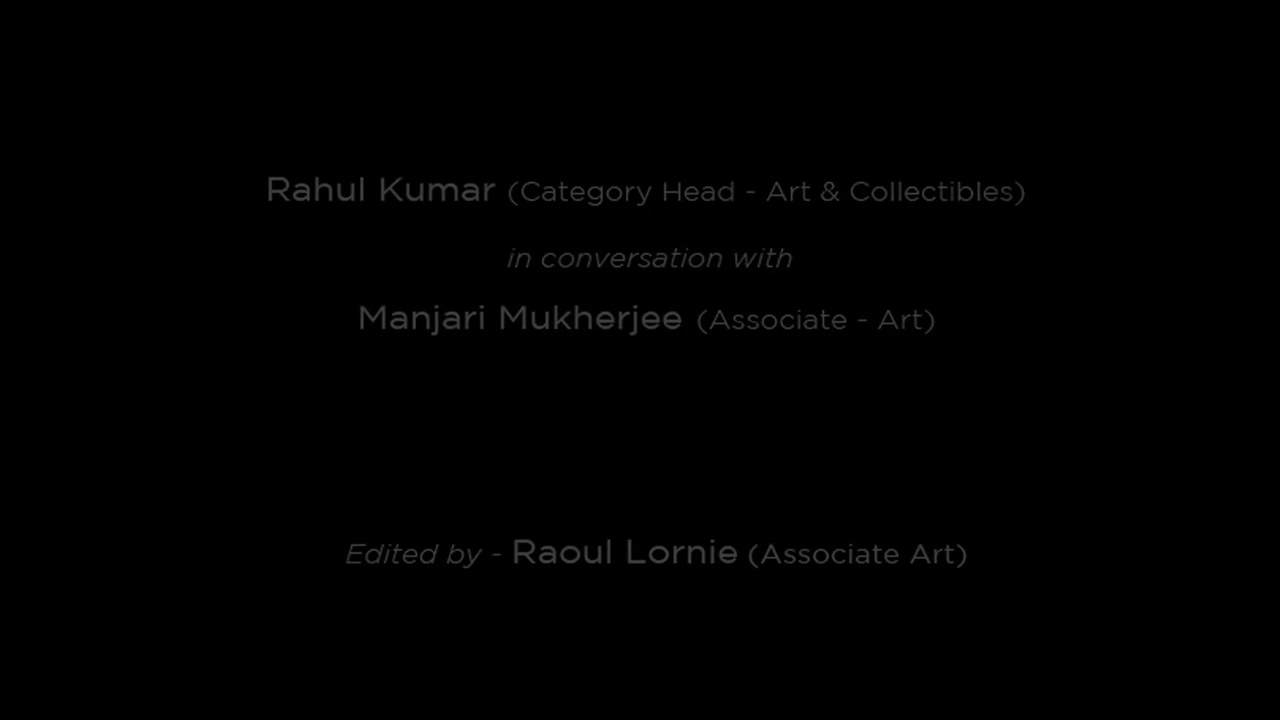 Rahul Kumar (Category Head - Art & Collectibles)
in conversation with
Manjari Mukherjee (Associate - Art)
Edited by - Raoul Lornie (Associate Art)